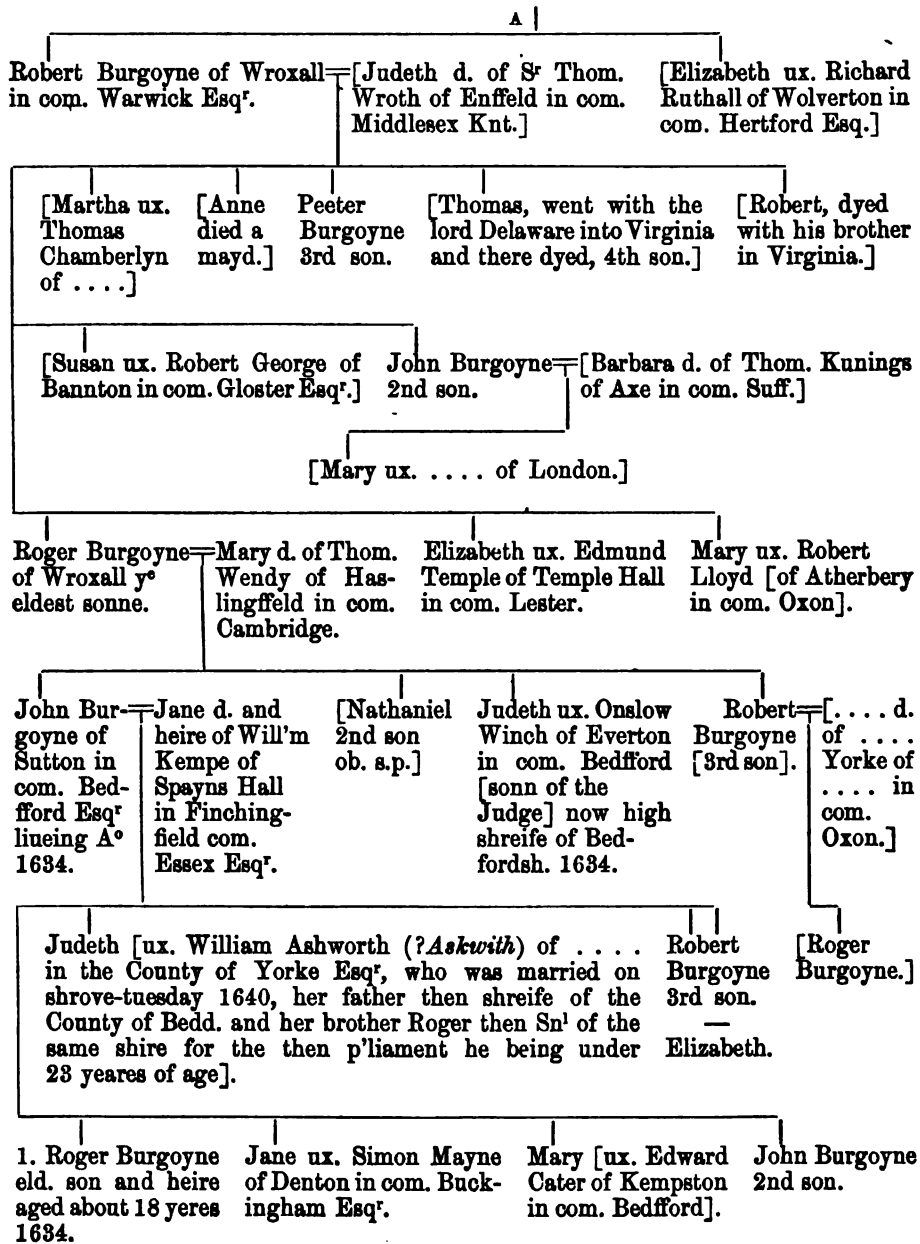 A
Robert Burgoyne of Wroxall
in com. Warwick Esqʳ.
[Judeth d. of Sʳ Thom.
Wroth of Enffeld in com.
Middlesex Knt.]
[Elizabeth ux. Richard
Ruthall of Wolverton in
com. Hertford Esq.]
[Martha ux.
Thomas
Chamberlyn
of . . . .]
[Anne
died a
mayd.]
Peeter
Burgoyne
3rd son.
[Thomas, went with the
lord Delaware into Virginia
and there dyed, 4th son.]
[Robert, dyed
with his brother
in Virginia.]
[Susan ux. Robert George of
Bannton in com. Gloster Esqʳ.]
John Burgoyne
2nd son.
[Barbara d. of Thom. Kunings
of Axe in com. Suff.]
[Mary ux. . . . . of London.]
Roger Burgoyne
of Wroxall yᵉ
eldest sonne.
Mary d. of Thom.
Wendy of Has-
lingffeld in com.
Cambridge.
Elizabeth ux. Edmund
Temple of Temple Hall
in com. Lester.
Mary ux. Robert
Lloyd [of Atherbery
in com. Oxon].
John Bur-
goyne of
Sutton in
com. Bed-
fford Esqʳ
liueing Aᵒ
1634.
Jane d. and
heire of Will'm
Kempe of
Spayns Hall
in Finching-
field com.
Essex Esqʳ.
[Nathaniel
2nd son
ob. s.p.]
Judeth ux. Onslow
Winch of Everton
in com. Bedfford
[sonn of the
Judge] now high
shreife of Bed-
fordsh. 1634.
Robert
Burgoyne
[3rd son].
[. . . . d.
of . . . .
Yorke of
. . . . in
com.
Oxon.]
Judeth [ux. William Ashworth (?Askwith) of . . . .
in the County of Yorke Esqʳ, who was married on
shrove-tuesday 1640, her father then shreife of the
County of Bedd. and her brother Roger then Snˡ of the
same shire for the then p'liament he being under
23 yeares of age].
Robert
Burgoyne
3rd son.
—
Elizabeth.
[Roger
Burgoyne.]
1. Roger Burgoyne
eld. son and heire
aged about 18 yeres
1634.
Jane ux. Simon Mayne
of Denton in com. Buck-
ingham Esqʳ.
Mary [ux. Edward
Cater of Kempston
in com. Bedfford].
John Burgoyne
2nd son.